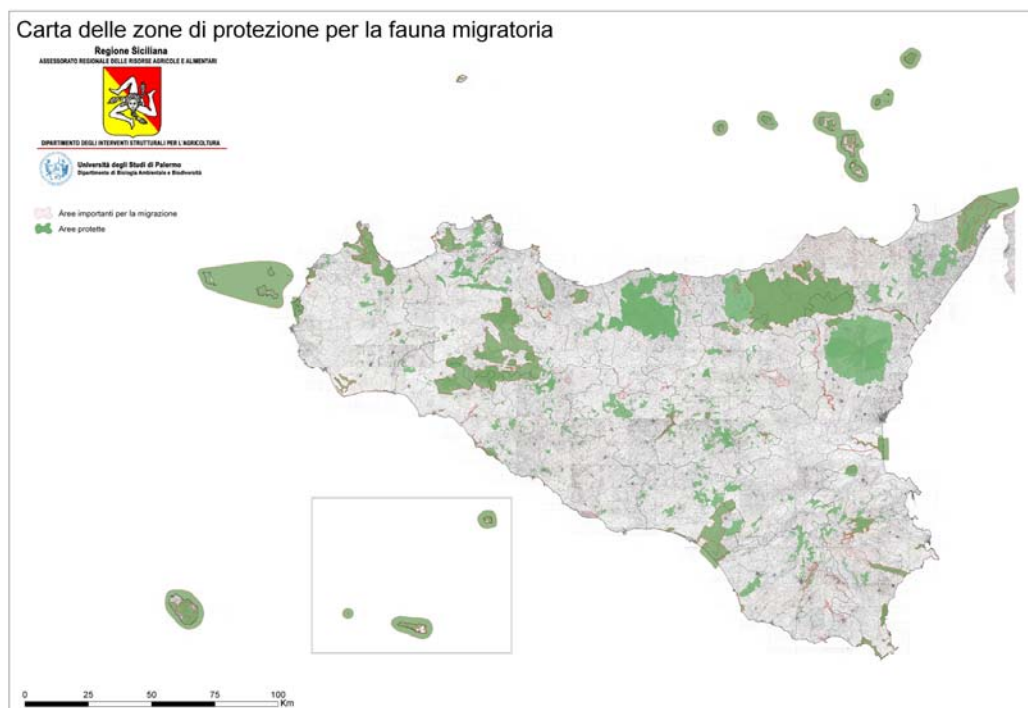 Carta delle zone di protezione per la fauna migratoria
Regione Siciliana
ASSESSORATO REGIONALE DELLE RISORSE AGRICOLE E ALIMENTARI
DIPARTIMENTO DEGLI INTERVENTI STRUTTURALI PER L'AGRICOLTURA
Università degli Studi di Palermo
Dipartimento di Biologia Ambientale e Biodiversità
Aree importanti per la migrazione
Aree protette
0 25 50 75 100
Km